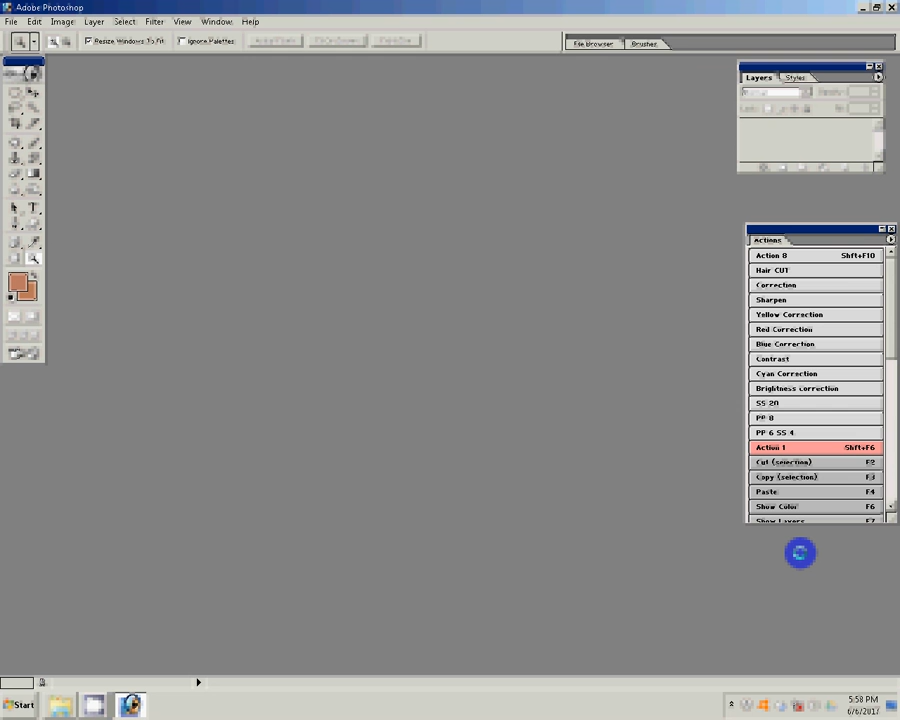 Adobe Photoshop
File Edit Image Layer Select Filter View Window Help
Resize Windows To Fit Ignore Palettes
File Browser Brushes
Layers Styles
Actions
Action 8 Shft+F10
Hair CUT
Correction
Sharpen
Yellow Correction
Red Correction
Blue Correction
Contrast
Cyan Correction
Brightness correction
SS 20
PP 8
PP 6 SS 4
Action 1 Shft+F6
Cut (selection) F2
Copy (selection) F3
Paste F4
Show Color F6
Show Layers F7
Start
5:58 PM
6/6/2017